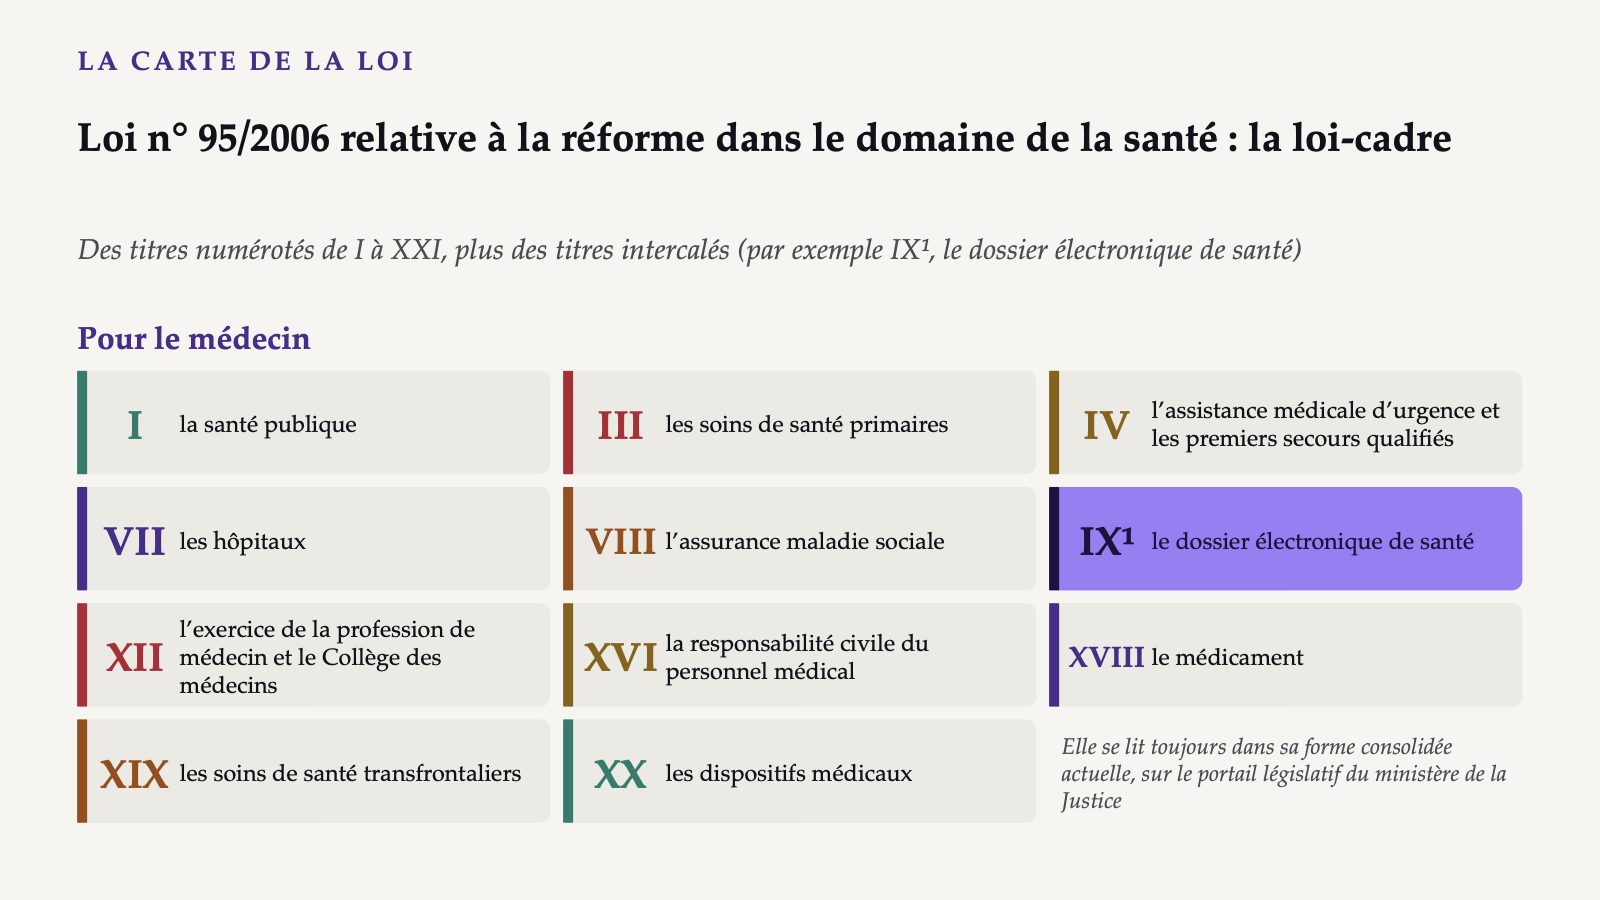 LA CARTE DE LA LOI
Loi n° 95/2006 relative à la réforme dans le domaine de la santé : la loi-cadre
Des titres numérotés de I à XXI, plus des titres intercalés (par exemple IX¹, le dossier électronique de santé)
Pour le médecin
I
la santé publique
III
les soins de santé primaires
IV
l’assistance médicale d’urgence et
les premiers secours qualifiés
VII
les hôpitaux
VIII
l’assurance maladie sociale
IX¹
le dossier électronique de santé
XII
l’exercice de la profession de
médecin et le Collège des
médecins
XVI
la responsabilité civile du
personnel médical
XVIII
le médicament
XIX
les soins de santé transfrontaliers
XX
les dispositifs médicaux
Elle se lit toujours dans sa forme consolidée
actuelle, sur le portail législatif du ministère de la
Justice